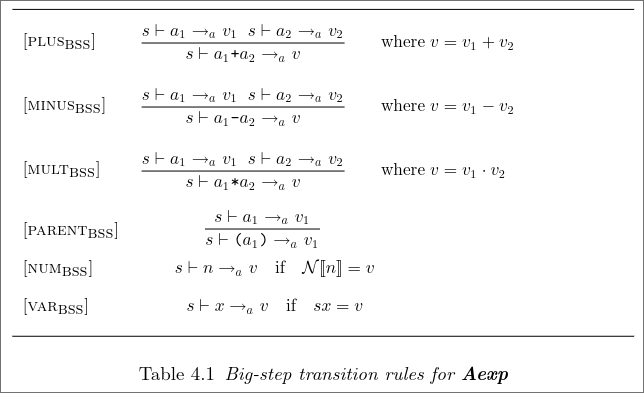 [PLUS_BSS] s ⊢ a₁ →ₐ v₁ s ⊢ a₂ →ₐ v₂ where v = v₁ + v₂
s ⊢ a₁+a₂ →ₐ v
[MINUS_BSS] s ⊢ a₁ →ₐ v₁ s ⊢ a₂ →ₐ v₂ where v = v₁ − v₂
s ⊢ a₁-a₂ →ₐ v
[MULT_BSS] s ⊢ a₁ →ₐ v₁ s ⊢ a₂ →ₐ v₂ where v = v₁ · v₂
s ⊢ a₁*a₂ →ₐ v
[PARENT_BSS] s ⊢ a₁ →ₐ v₁
s ⊢ (a₁) →ₐ v₁
[NUM_BSS] s ⊢ n →ₐ v if 𝒩⟦n⟧ = v
[VAR_BSS] s ⊢ x →ₐ v if sx = v
Table 4.1 Big-step transition rules for Aexp